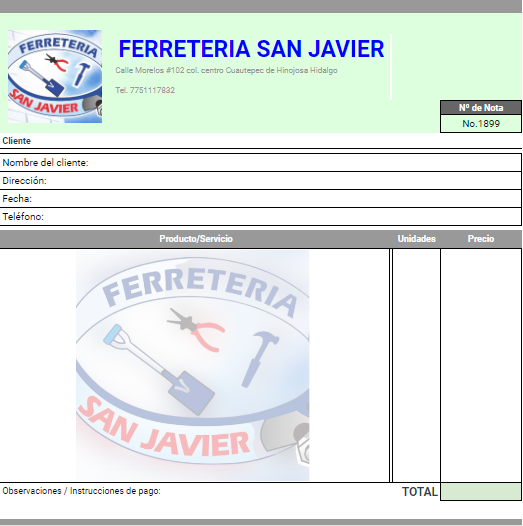 FERRETERIA
SAN JAVIER
FERRETERIA SAN JAVIER
Calle Morelos #102 col. centro Cuautepec de Hinojosa Hidalgo
Tel. 7751117832
Nº de Nota
No.1899
Cliente
Nombre del cliente:
Dirección:
Fecha:
Teléfono:
Producto/Servicio Unidades Precio
FERRETERIA
SAN JAVIER
Observaciones / Instrucciones de pago: TOTAL